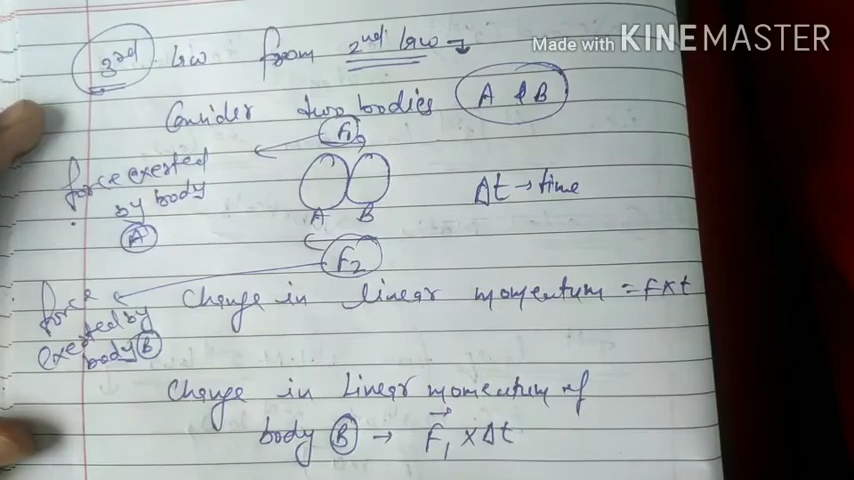 3rd law from 2nd law →
Made with KINEMASTER
Consider two bodies A & B
F1
force exerted
by body
A
A B
Δt → time
F2
Change in linear momentum = F×t
force
exerted by
body B
Change in linear momentum of
body B → F1 × Δt